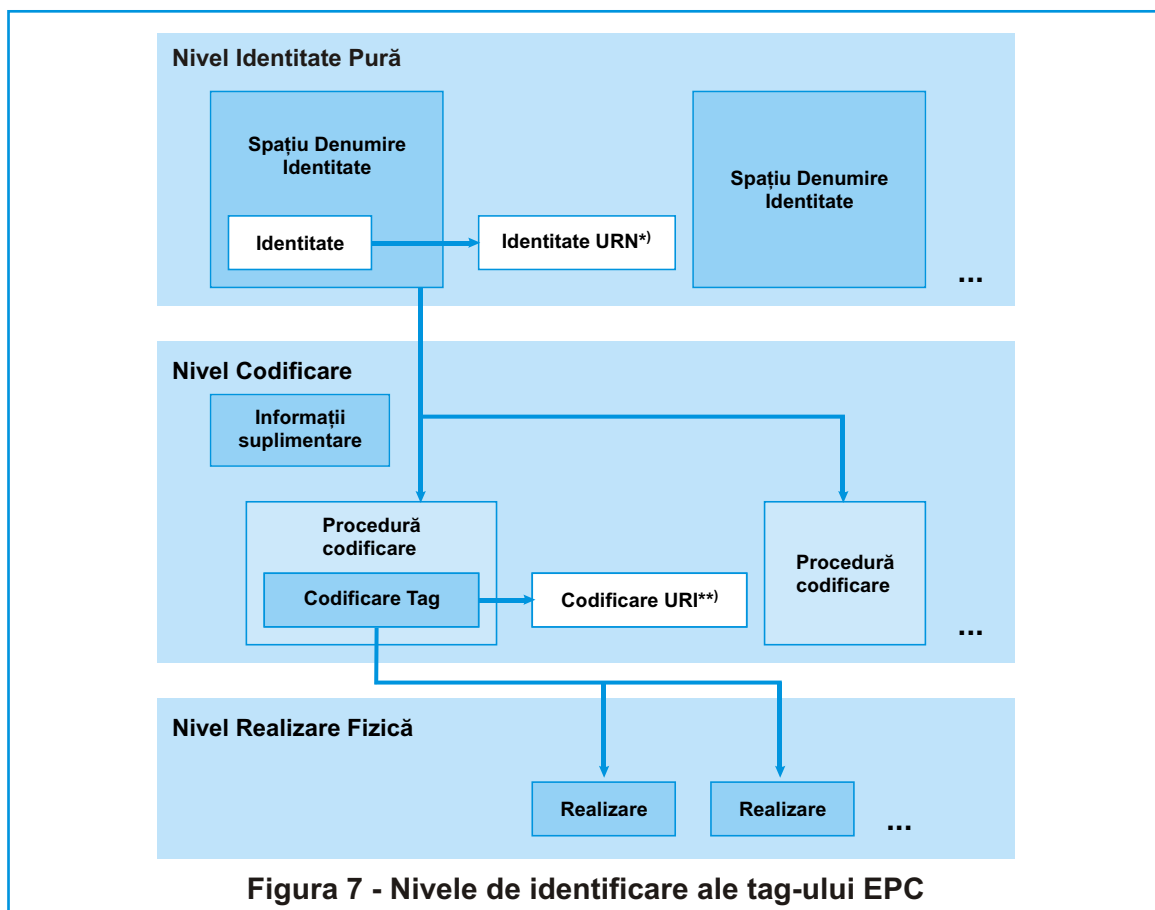 Nivel Identitate Pură
Spațiu Denumire
Identitate
Identitate
Identitate URN*)
Spațiu Denumire
Identitate
...
Nivel Codificare
Informații
suplimentare
Procedură
codificare
Codificare Tag
Codificare URI**)
Procedură
codificare
...
Nivel Realizare Fizică
Realizare
Realizare
...
Figura 7 - Nivele de identificare ale tag-ului EPC